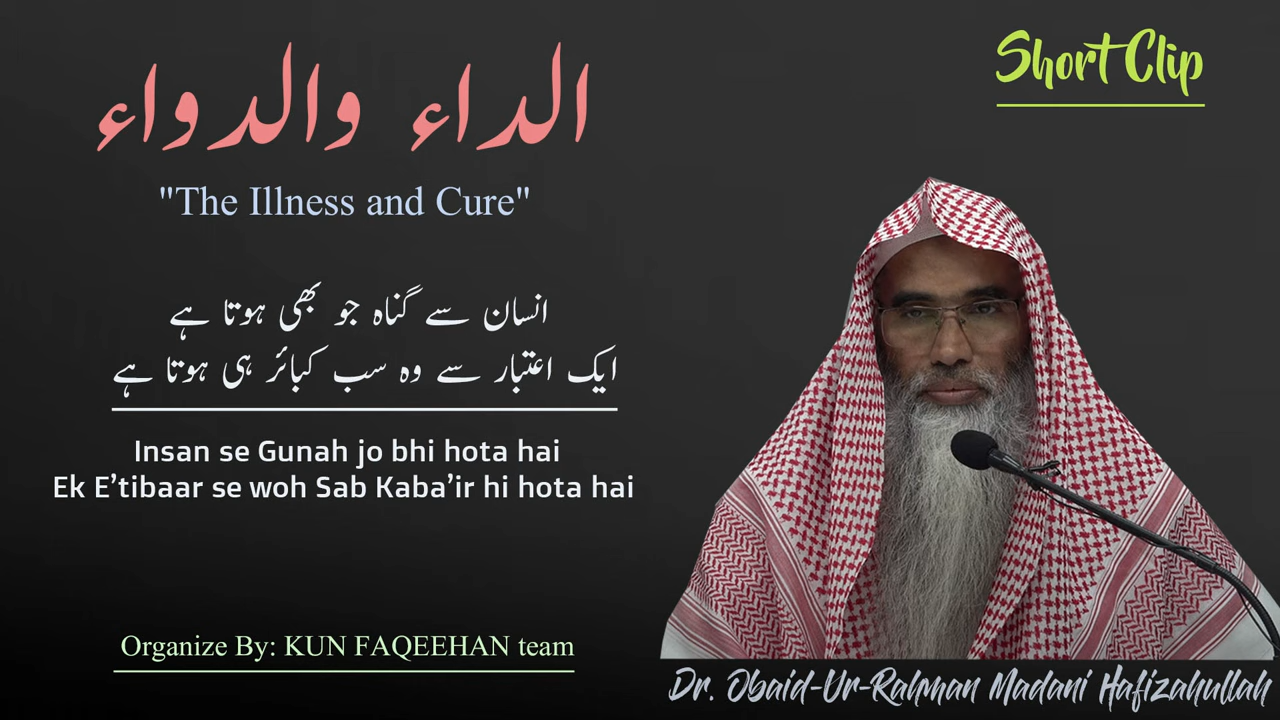 Short Clip
الداء والدواء
"The Illness and Cure"
انسان سے گناہ جو بھی ہوتا ہے
ایک اعتبار سے وہ سب کبائر ہی ہوتا ہے
Insan se Gunah jo bhi hota hai
Ek E’tibaar se woh Sab Kaba’ir hi hota hai
Organize By: KUN FAQEEHAN team
Dr. Obaid-Ur-Rahman Madani Hafizahullah